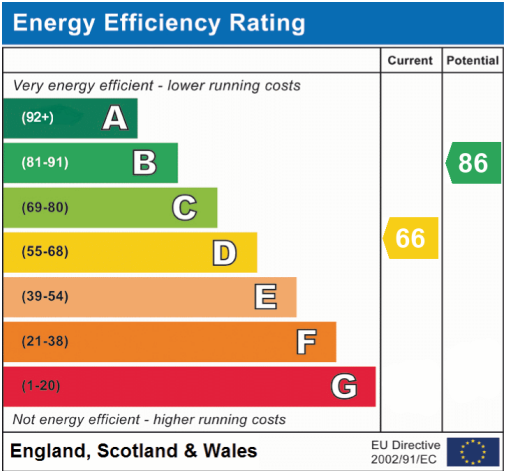 Energy Efficiency Rating
Current Potential
Very energy efficient - lower running costs
(92+) A
(81-91) B
86
(69-80) C
(55-68) D
66
(39-54) E
(21-38) F
(1-20) G
Not energy efficient - higher running costs
England, Scotland & Wales
EU Directive
2002/91/EC